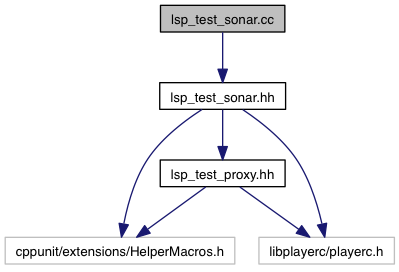 lsp_test_sonar.cc
lsp_test_sonar.hh
lsp_test_proxy.hh
cppunit/extensions/HelperMacros.h
libplayerc/playerc.h